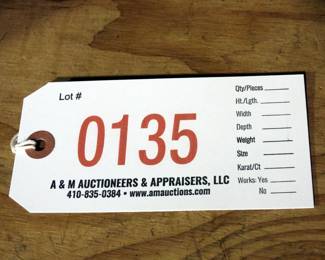 Lot #
0135
A & M AUCTIONEERS & APPRAISERS, LLC
410-835-0384 • www.amauctions.com
Qty/Pieces
Ht./Lgth.
Width
Depth
Weight
Size
Karat/Ct
Works: Yes
No